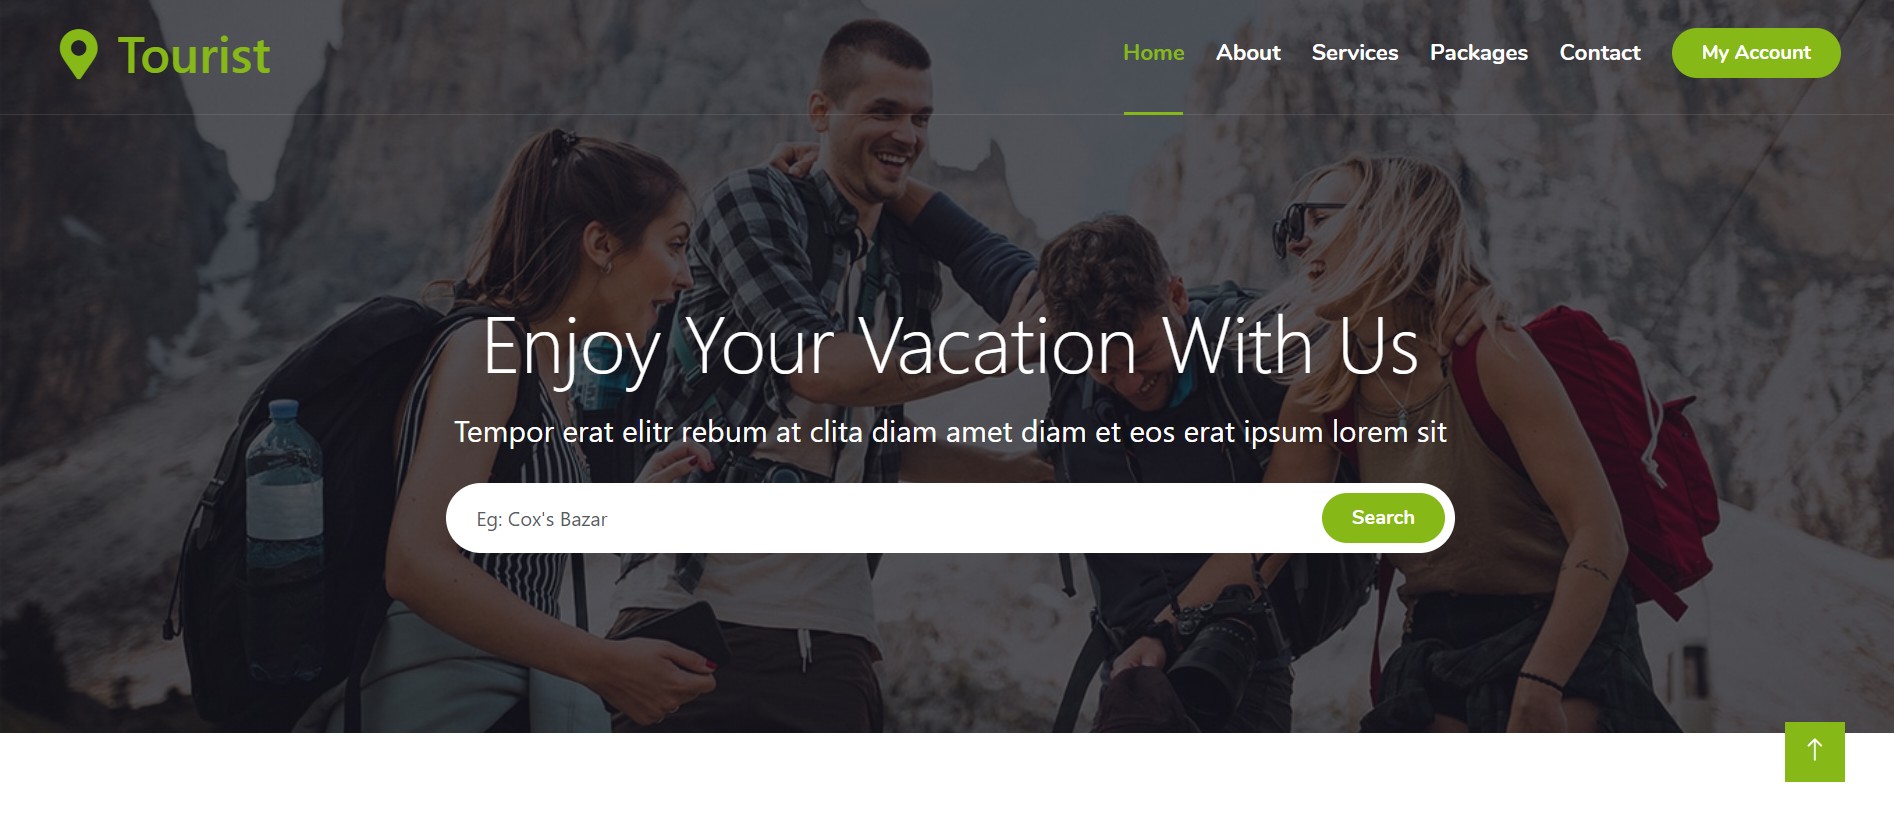 Tourist
Home About Services Packages Contact My Account
Enjoy Your Vacation With Us
Tempor erat elitr rebum at clita diam amet diam et eos erat ipsum lorem sit
Eg: Cox's Bazar Search